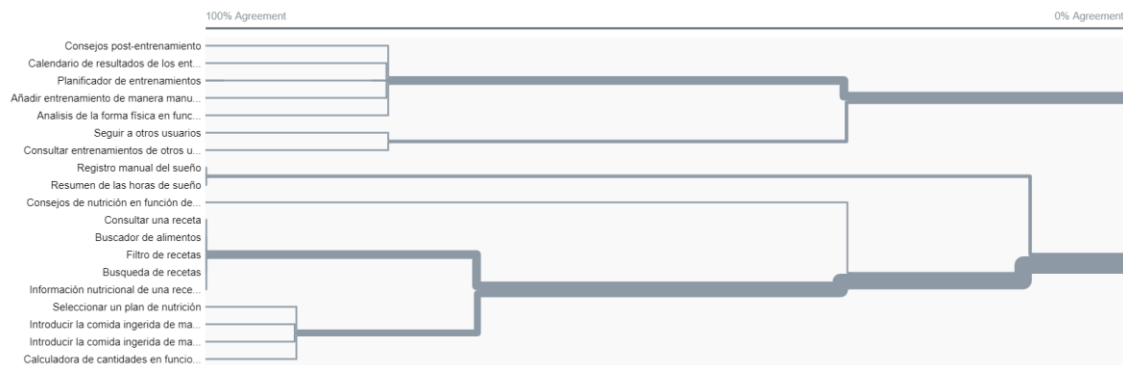 100% Agreement
0% Agreement
Consejos post-entrenamiento
Calendario de resultados de los ent...
Planificador de entrenamientos
Añadir entrenamiento de manera manu...
Analisis de la forma física en func...
Seguir a otros usuarios
Consultar entrenamientos de otros u...
Registro manual del sueño
Resumen de las horas de sueño
Consejos de nutrición en función de...
Consultar una receta
Buscador de alimentos
Filtro de recetas
Busqueda de recetas
Información nutricional de una rece...
Seleccionar un plan de nutrición
Introducir la comida ingerida de ma...
Introducir la comida ingerida de ma...
Calculadora de cantidades en funcio...